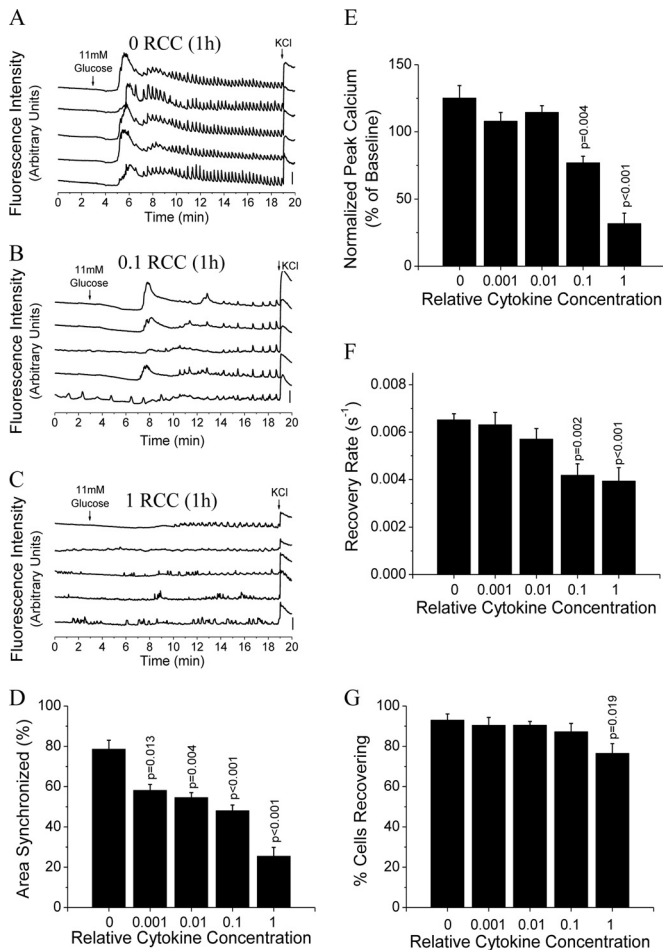 A
0 RCC (1h)
11mM
Glucose
KCl
Fluorescence Intensity
(Arbitrary Units)
0 2 4 6 8 10 12 14 16 18 20
Time (min)
B
0.1 RCC (1h)
11mM
Glucose
KCl
Fluorescence Intensity
(Arbitrary Units)
0 2 4 6 8 10 12 14 16 18 20
Time (min)
C
1 RCC (1h)
11mM
Glucose
KCl
Fluorescence Intensity
(Arbitrary Units)
0 2 4 6 8 10 12 14 16 18 20
Time (min)
D
Area Synchronized (%)
100
80
60
40
20
0
p=0.013
p=0.004
p<0.001
p<0.001
0 0.001 0.01 0.1 1
Relative Cytokine Concentration
E
Normalized Peak Calcium
(% of Baseline)
150
100
50
0
p=0.004
p<0.001
0 0.001 0.01 0.1 1
Relative Cytokine Concentration
F
Recovery Rate (s⁻¹)
0.008
0.006
0.004
0.002
0.000
p=0.002
p<0.001
0 0.001 0.01 0.1 1
Relative Cytokine Concentration
G
% Cells Recovering
100
80
60
40
20
0
p=0.019
0 0.001 0.01 0.1 1
Relative Cytokine Concentration